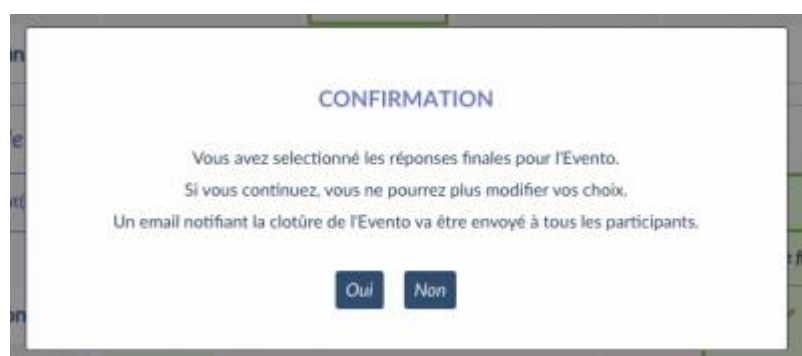 CONFIRMATION
Vous avez selectionné les réponses finales pour l'Evento.
Si vous continuez, vous ne pourrez plus modifier vos choix.
Un email notifiant la clotûre de l'Evento va être envoyé à tous les participants.
Oui Non